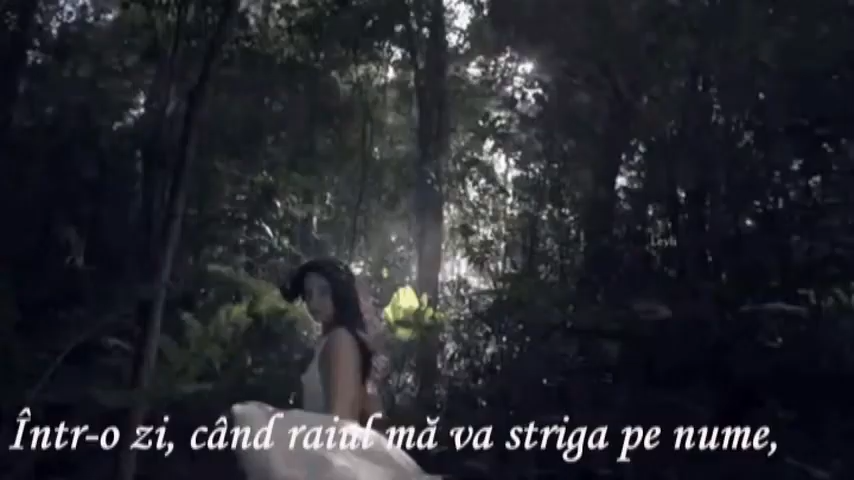 Într-o zi, când raiul mă va striga pe nume,